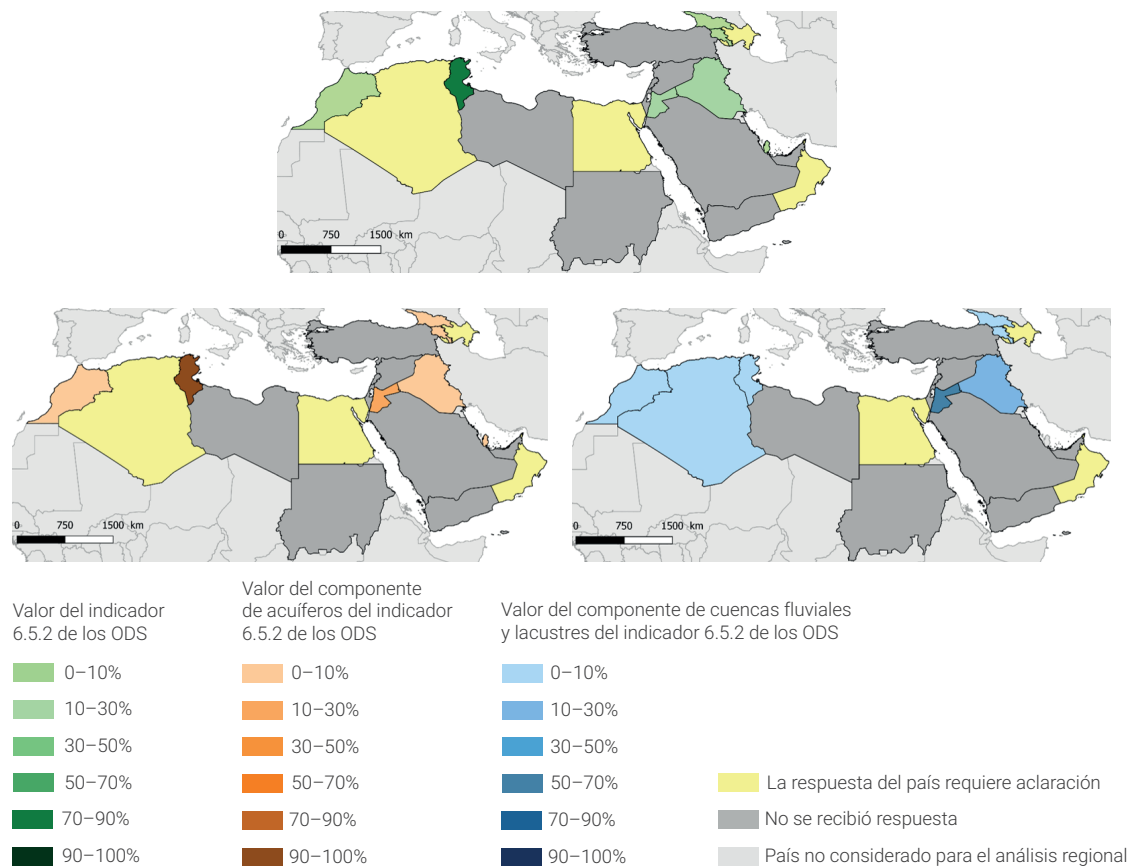 0 750 1500 km
0 750 1500 km
0 750 1500 km
Valor del indicador
6.5.2 de los ODS
0–10%
10–30%
30–50%
50–70%
70–90%
90–100%
Valor del componente
de acuíferos del indicador
6.5.2 de los ODS
0–10%
10–30%
30–50%
50–70%
70–90%
90–100%
Valor del componente de cuencas fluviales
y lacustres del indicador 6.5.2 de los ODS
0–10%
10–30%
30–50%
50–70%
70–90%
90–100%
La respuesta del país requiere aclaración
No se recibió respuesta
País no considerado para el análisis regional